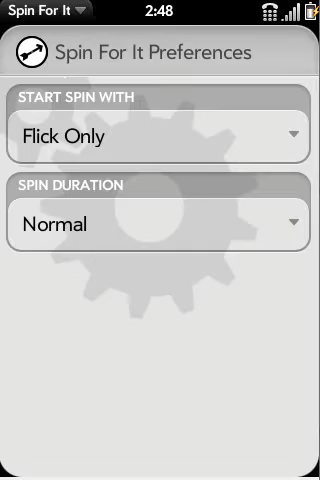 Spin For It 2:48
Spin For It Preferences
START SPIN WITH
Flick Only
SPIN DURATION
Normal